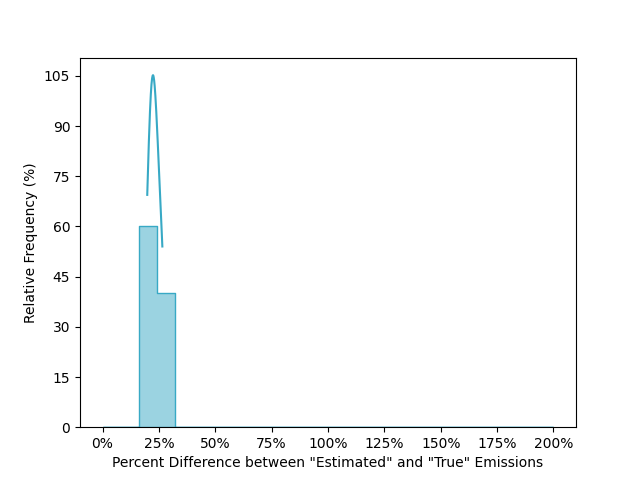 105
90
75
60
45
30
15
0
Relative Frequency (%)
0% 25% 50% 75% 100% 125% 150% 175% 200%
Percent Difference between "Estimated" and "True" Emissions